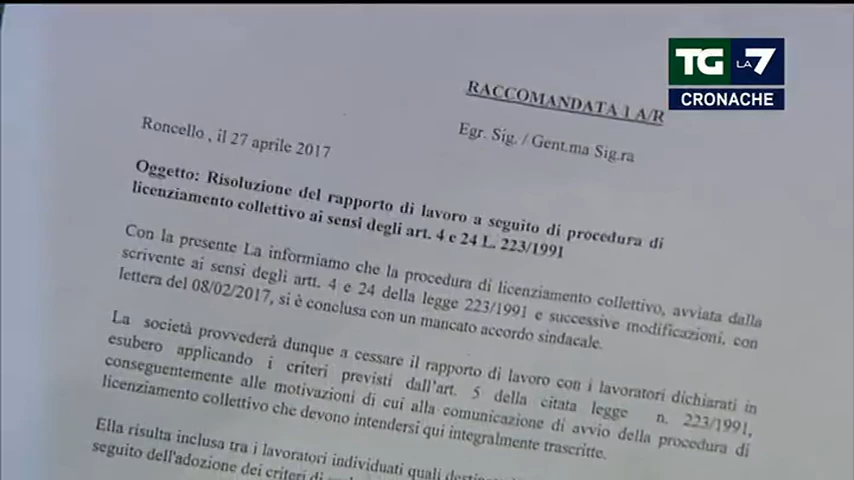 TG LA 7
CRONACHE
RACCOMANDATA 1 A/R
Egr. Sig. / Gent.ma Sig.ra
Roncello , il 27 aprile 2017
Oggetto: Risoluzione del rapporto di lavoro a seguito di procedura di
licenziamento collettivo ai sensi degli art. 4 e 24 L. 223/1991
Con la presente La informiamo che la procedura di licenziamento collettivo, avviata dalla
scrivente ai sensi degli artt. 4 e 24 della legge 223/1991 e successive modificazioni, con
lettera del 08/02/2017, si è conclusa con un mancato accordo sindacale.
La società provvederà dunque a cessare il rapporto di lavoro con i lavoratori dichiarati in
esubero applicando i criteri previsti dall'art. 5 della citata legge n. 223/1991,
conseguentemente alle motivazioni di cui alla comunicazione di avvio della procedura di
licenziamento collettivo che devono intendersi qui integralmente trascritte.
Ella risulta inclusa tra i lavoratori individuati quali
seguito dell'adozione dei criteri di